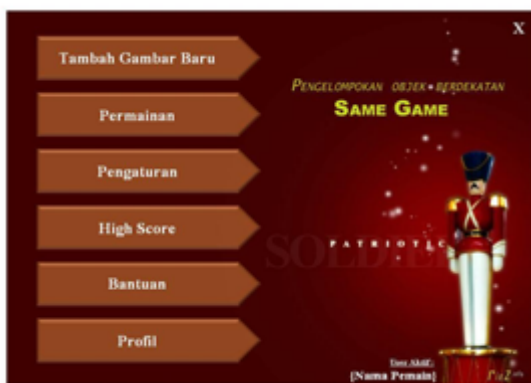 X
Tambah Gambar Baru
PENGELOMPOKAN OBJEK BERDEKATAN
SAME GAME
Permainan
Pengaturan
High Score
PATRIOTIC
SOLDIER
Bantuan
Profil
User Aktif:
[Nama Pemain]